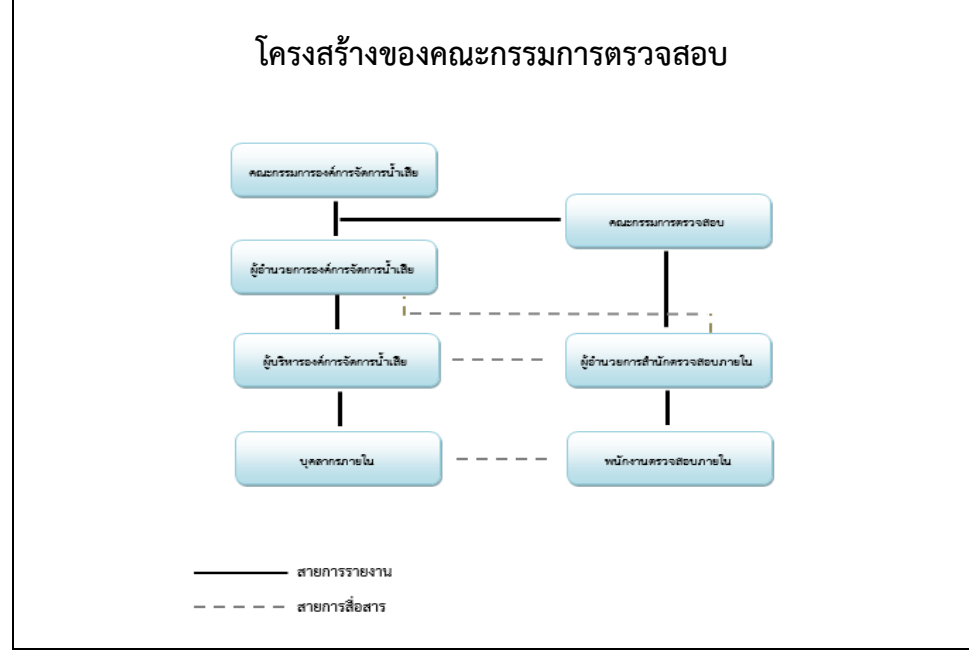 โครงสร้างของคณะกรรมการตรวจสอบ
คณะกรรมการองค์การจัดการน้ำเสีย
คณะกรรมการตรวจสอบ
ผู้อำนวยการองค์การจัดการน้ำเสีย
ผู้บริหารองค์การจัดการน้ำเสีย
ผู้อำนวยการสำนักตรวจสอบภายใน
บุคลากรภายใน
พนักงานตรวจสอบภายใน
สายการรายงาน
สายการสื่อสาร